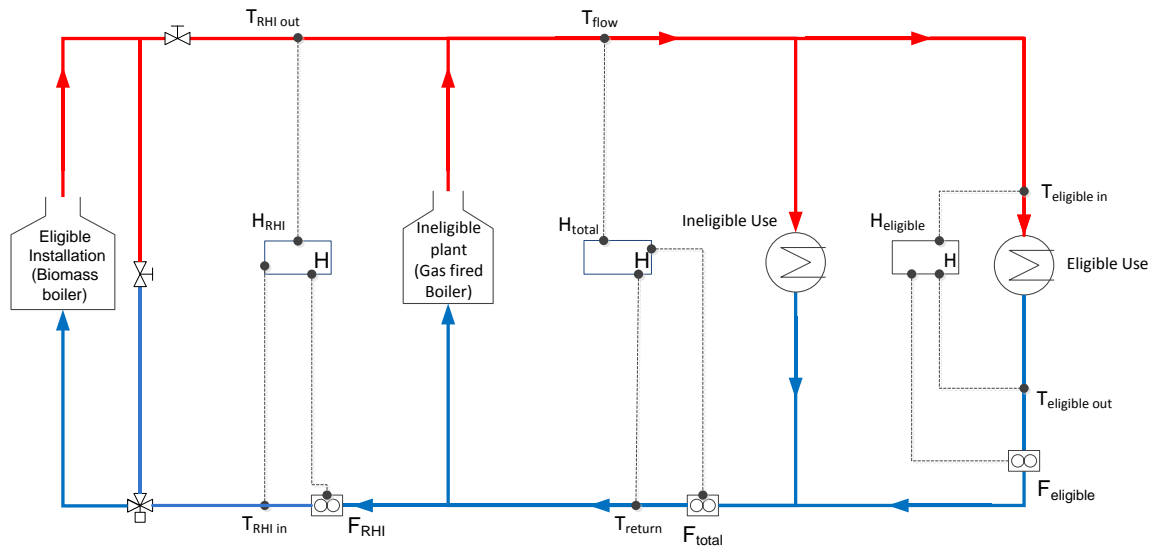 T RHI out
T flow
Eligible
Installation
(Biomass
boiler)
H RHI
H
Ineligible
plant
(Gas fired
Boiler)
H total
H
Ineligible Use
H eligible
H
T eligible in
Eligible Use
T eligible out
T RHI in
F RHI
T return
F total
F eligible